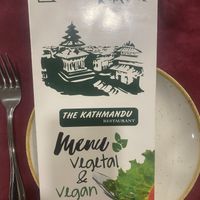 THE KATHMANDU
RESTAURANT
Menu
vegetal
&
vegan